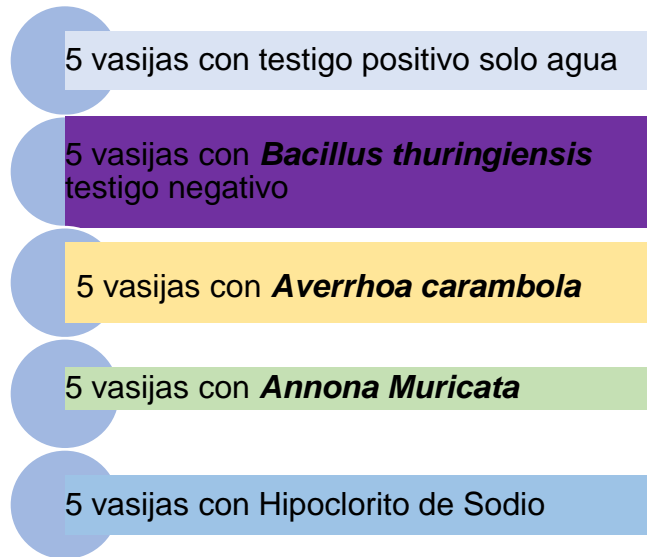 5 vasijas con testigo positivo solo agua
5 vasijas con Bacillus thuringiensis
testigo negativo
5 vasijas con Averrhoa carambola
5 vasijas con Annona Muricata
5 vasijas con Hipoclorito de Sodio